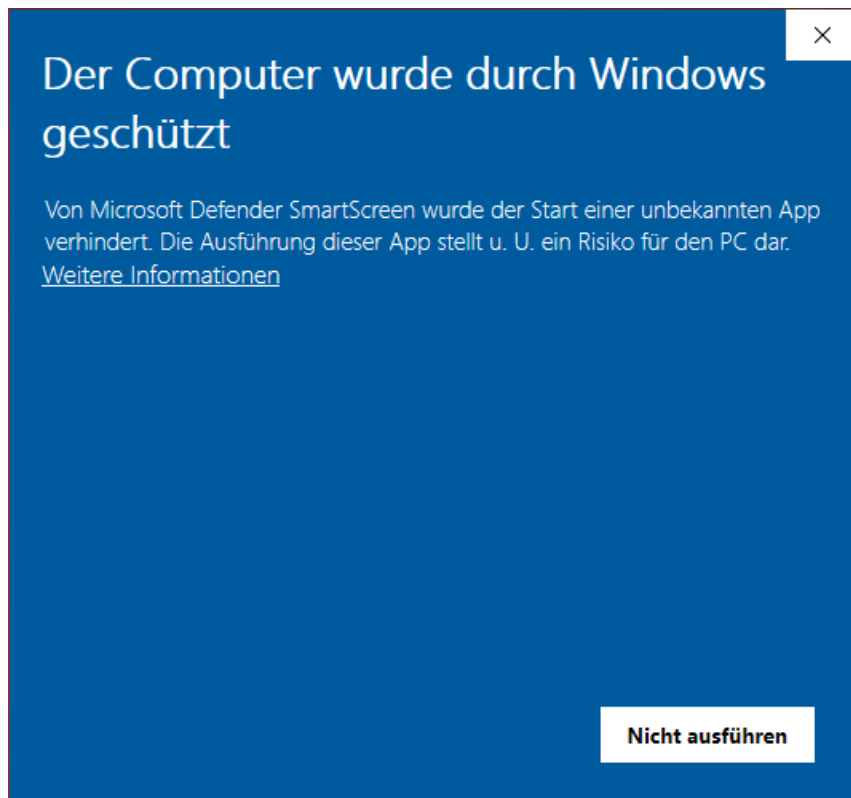 Der Computer wurde durch Windows
geschützt
Von Microsoft Defender SmartScreen wurde der Start einer unbekannten App
verhindert. Die Ausführung dieser App stellt u. U. ein Risiko für den PC dar.
Weitere Informationen
Nicht ausführen